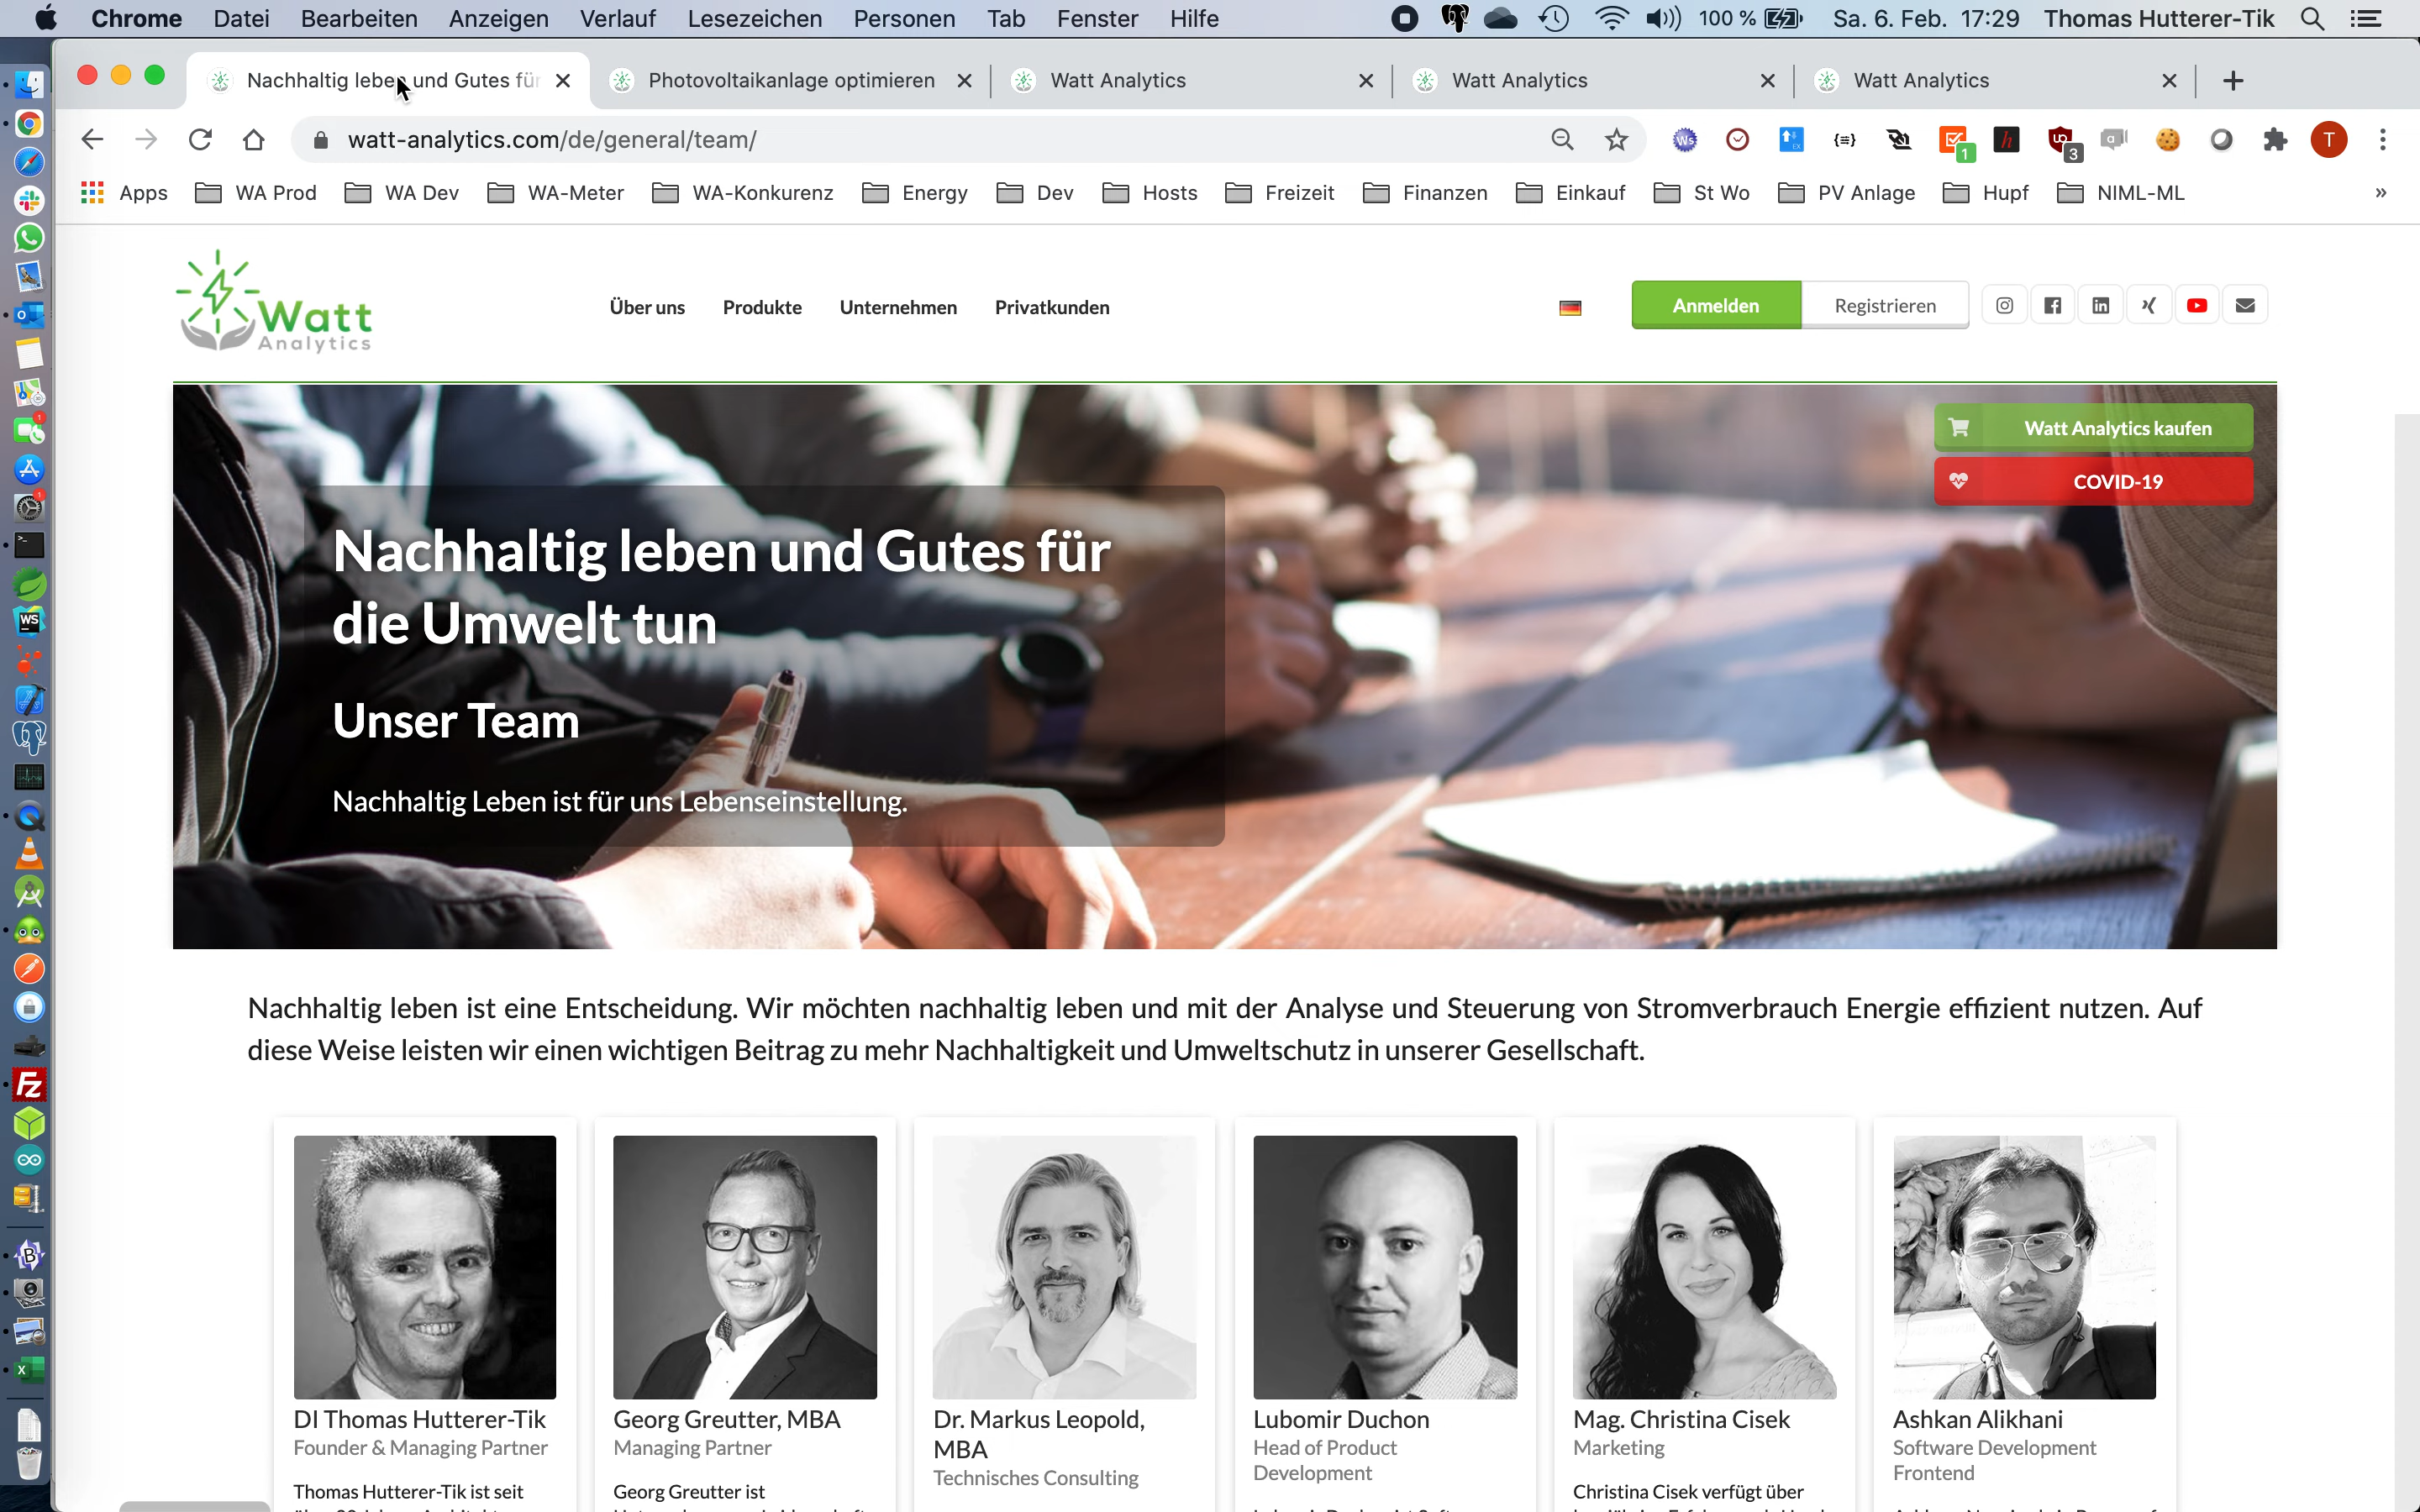 Chrome Datei Bearbeiten Anzeigen Verlauf Lesezeichen Personen Tab Fenster Hilfe 100 % Sa. 6. Feb. 17:29 Thomas Hutterer-Tik
Nachhaltig leben und Gutes für Photovoltaikanlage optimieren Watt Analytics Watt Analytics Watt Analytics
watt-analytics.com/de/general/team/
Apps WA Prod WA Dev WA-Meter WA-Konkurenz Energy Dev Hosts Freizeit Finanzen Einkauf St Wo PV Anlage Hupf NIML-ML »
Watt
Analytics
Über uns Produkte Unternehmen Privatkunden Anmelden Registrieren
Watt Analytics kaufen
COVID-19
Nachhaltig leben und Gutes für
die Umwelt tun
Unser Team
Nachhaltig Leben ist für uns Lebenseinstellung.
Nachhaltig leben ist eine Entscheidung. Wir möchten nachhaltig leben und mit der Analyse und Steuerung von Stromverbrauch Energie effizient nutzen. Auf
diese Weise leisten wir einen wichtigen Beitrag zu mehr Nachhaltigkeit und Umweltschutz in unserer Gesellschaft.
DI Thomas Hutterer-Tik
Founder & Managing Partner
Thomas Hutterer-Tik ist seit
Georg Greutter, MBA
Managing Partner
Georg Greutter ist
Dr. Markus Leopold,
MBA
Technisches Consulting
Lubomir Duchon
Head of Product
Development
Mag. Christina Cisek
Marketing
Christina Cisek verfügt über
Ashkan Alikhani
Software Development
Frontend